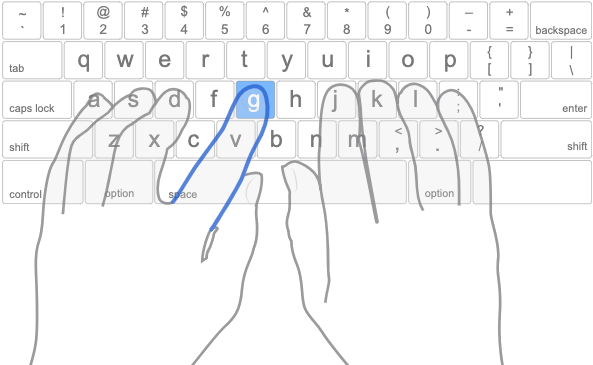 ~ ! @ # $ % ^ & * ( ) – +
` 1 2 3 4 5 6 7 8 9 0 - = backspace
tab q w e r t y u i o p { [ } ] | \
caps lock a s d f g h j k l : ; " ' enter
shift z x c v b n m < , > . ? / shift
control option space option